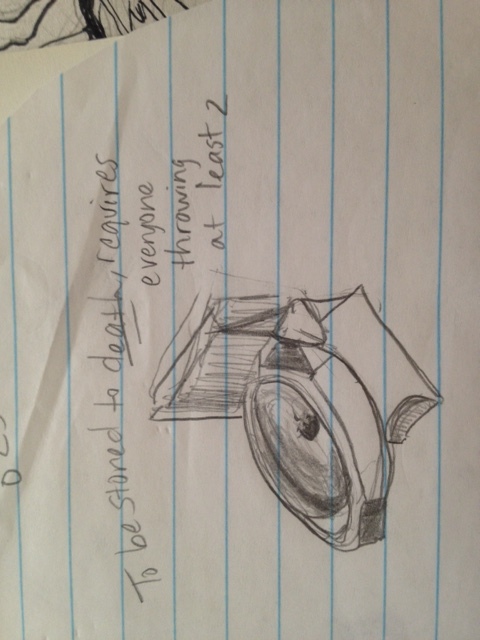 To be stoned to death, requires
everyone
throwing
at least 2